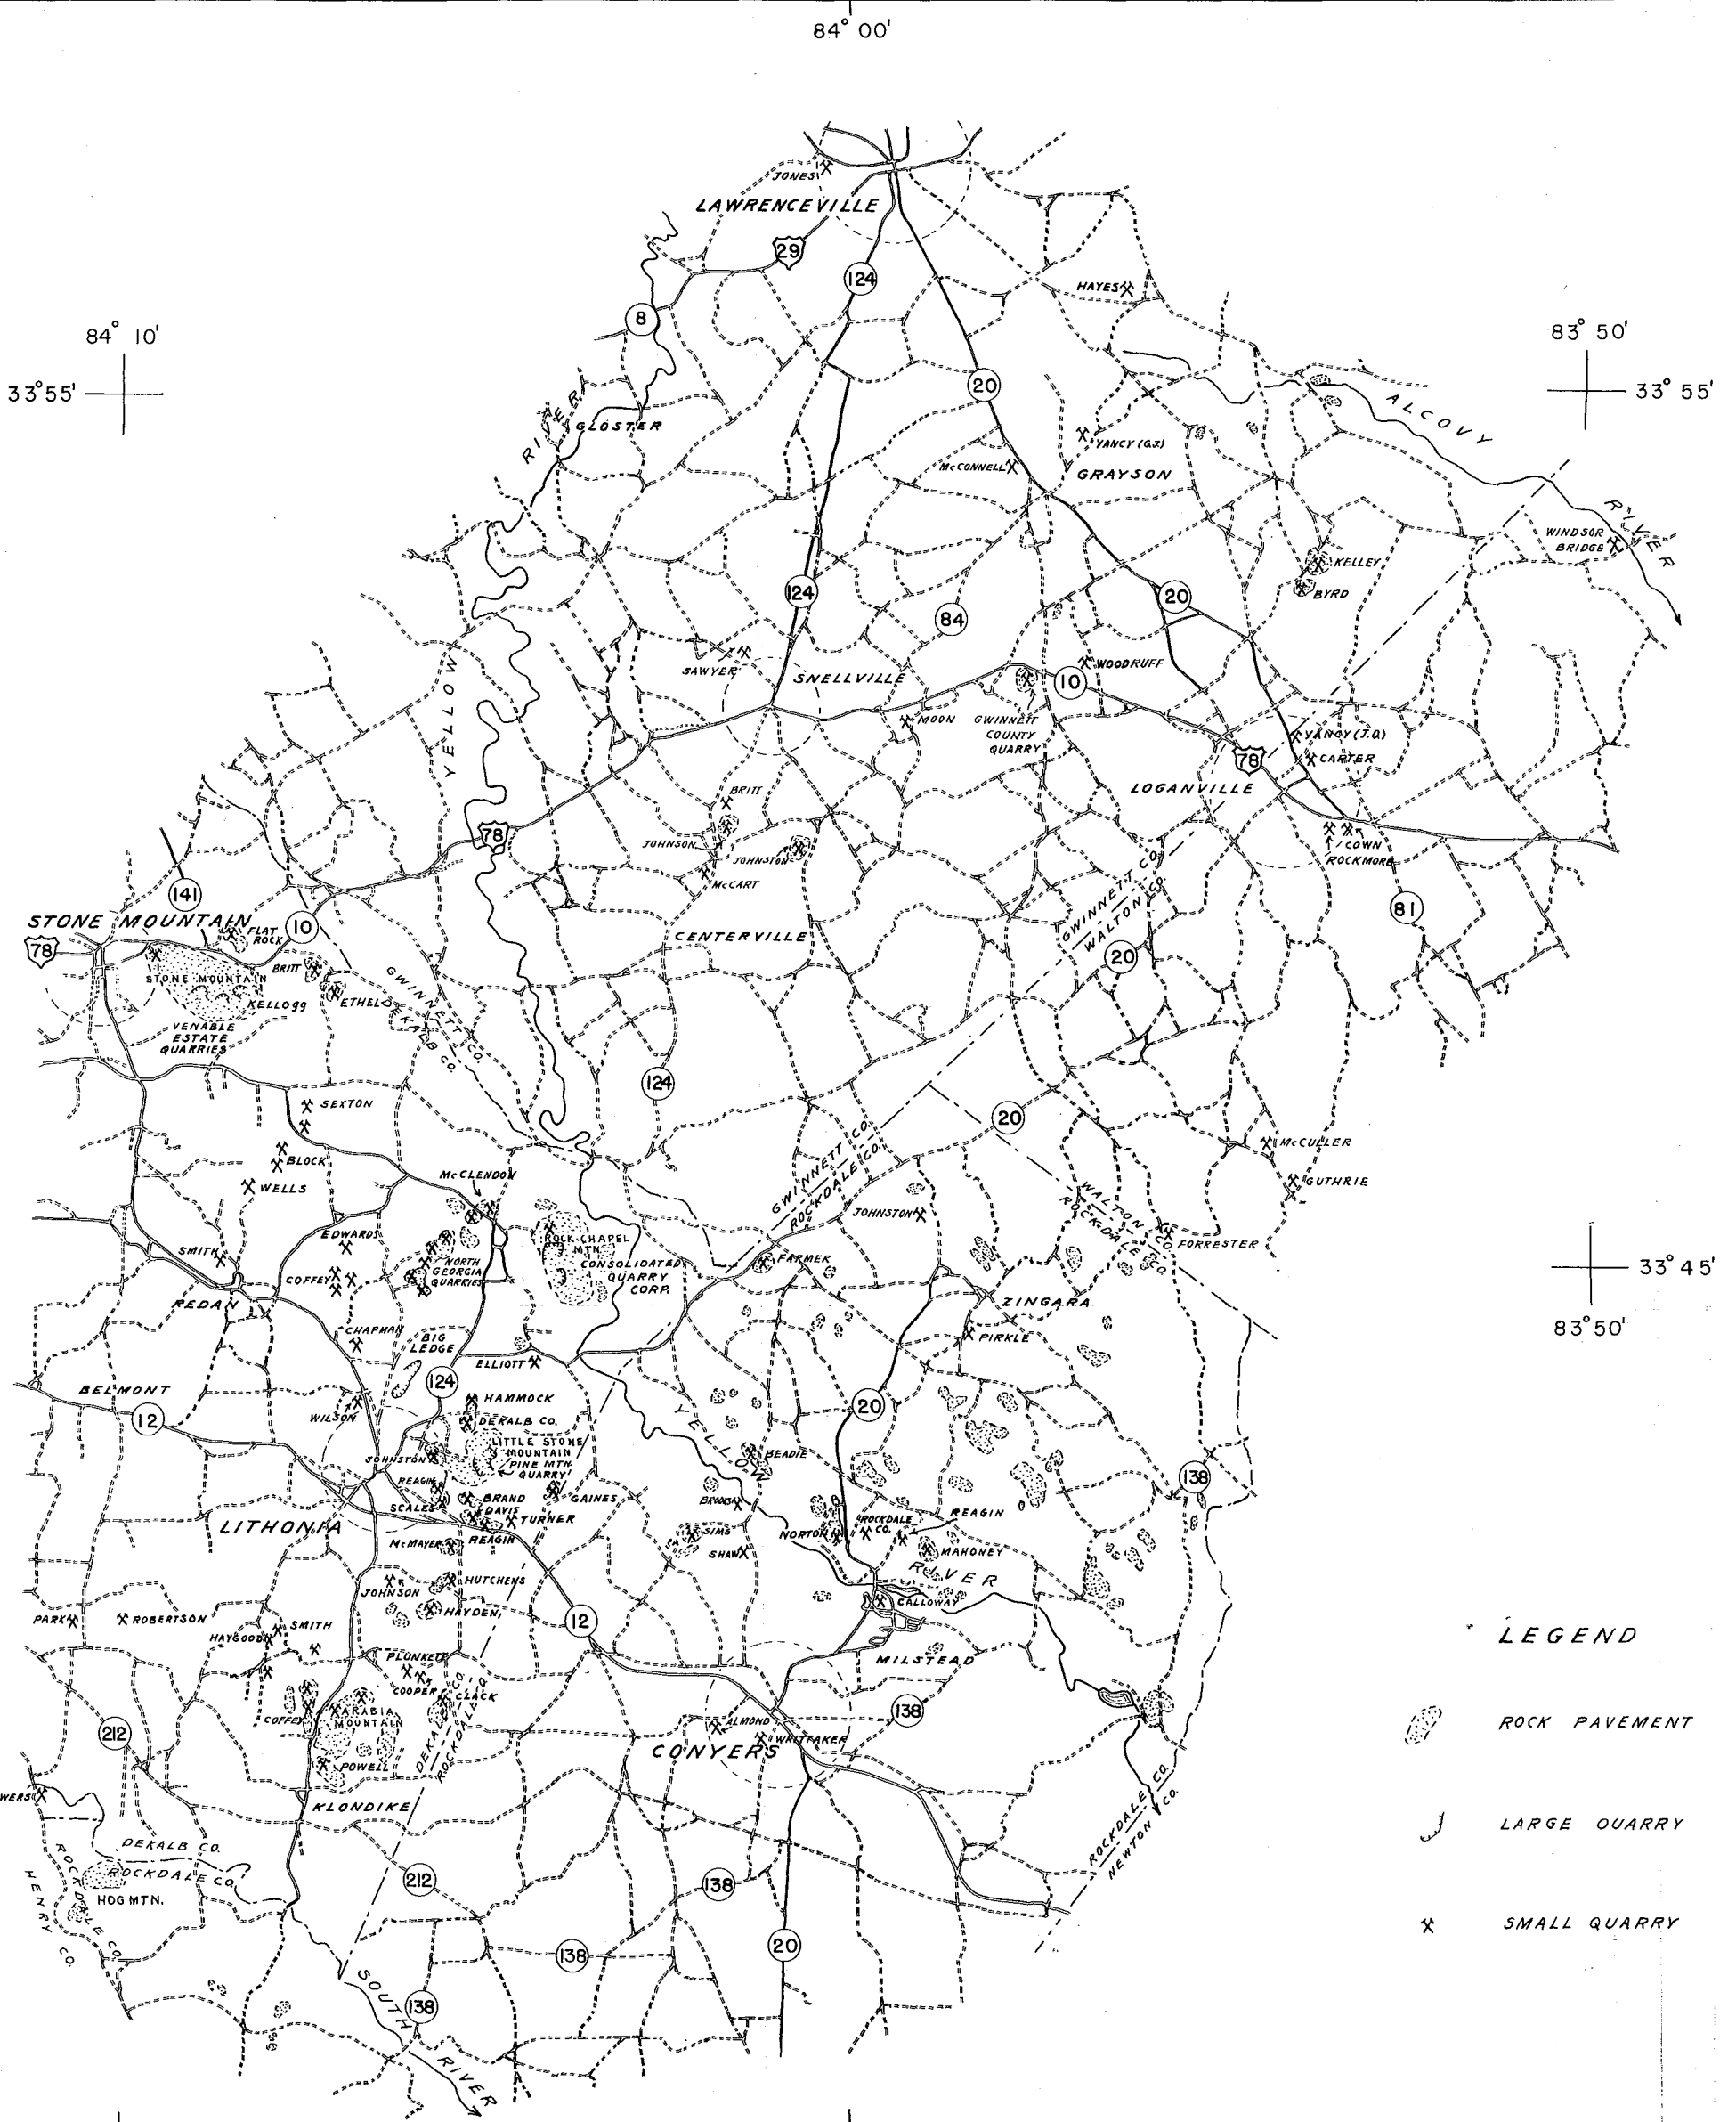 84° 00'
JONES
LAWRENCEVILLE
29
124
HAYES
8
84° 10'
83° 50'
33°55'
33° 55'
20
ALCOVY
RIVER
RIVER
GLOSTER
YANCY (G.J.)
McCONNELL
GRAYSON
WINDSOR
BRIDGE
KELLEY
BYRD
124
84
20
YELLOW
SAWYER
SNELLVILLE
WOODRUFF
10
MOON
GWINNETT
COUNTY
QUARRY
YANCY (J.O.)
78
CARTER
LOGANVILLE
BRITT
78
JOHNSON
JOHNSTON
McCART
COWN
ROCKMORE
141
STONE MOUNTAIN
FLAT
ROCK
10
78
CENTERVILLE
GWINNETT CO.
WALTON CO.
81
20
BRITT
STONE MOUNTAIN
KELLOGG
ETHEL
GWINNETT CO.
DEKALB CO.
VENABLE
ESTATE
QUARRIES
124
SEXTON
20
BLOCK
GWINNETT CO.
ROCKDALE CO.
McCULLER
McCLENDON
WELLS
GUTHRIE
WALTON CO.
ROCKDALE CO.
JOHNSTON
EDWARDS
ROCK CHAPEL
MTN.
FORRESTER
SMITH
NORTH
GEORGIA
QUARRIES
CONSOLIDATED
QUARRY
CORP.
FARMER
33° 45'
COFFEY
REDAN
ZINGARA
83° 50'
CHAPMAN
BIG
LEDGE
PIRKLE
ELLIOTT
124
BELMONT
HAMMOCK
12
20
WILSON
DEKALB CO.
YELLOW
LITTLE STONE
MOUNTAIN
PINE MTN.
QUARRY
JOHNSTON
BEADIE
138
REAGIN
BRAND
GAINES
SCALES
DAVIS
BROOKS
TURNER
LITHONIA
ROCKDALE
CO.
REAGIN
McMAYER
REAGIN
SIMS
NORTON
SHAW
MAHONEY
RIVER
JOHNSON
HUTCHENS
CALLOWAY
HAYDEN
PARK
ROBERTSON
SMITH
12
HAYGOOD
PLUNKETT
MILSTEAD
LEGEND
COOPER
CLACK
COFFEY
ARABIA
MOUNTAIN
138
ALMOND
ROCK PAVEMENT
212
WHITTAKER
CONYERS
DEKALB CO.
ROCKDALE CO.
POWELL
WERS
KLONDIKE
LARGE QUARRY
ROCKDALE CO.
NEWTON CO.
DEKALB CO.
ROCKDALE CO.
HOG MTN.
ROCKDALE CO.
HENRY CO.
212
138
SMALL QUARRY
138
20
138
SOUTH
RIVER